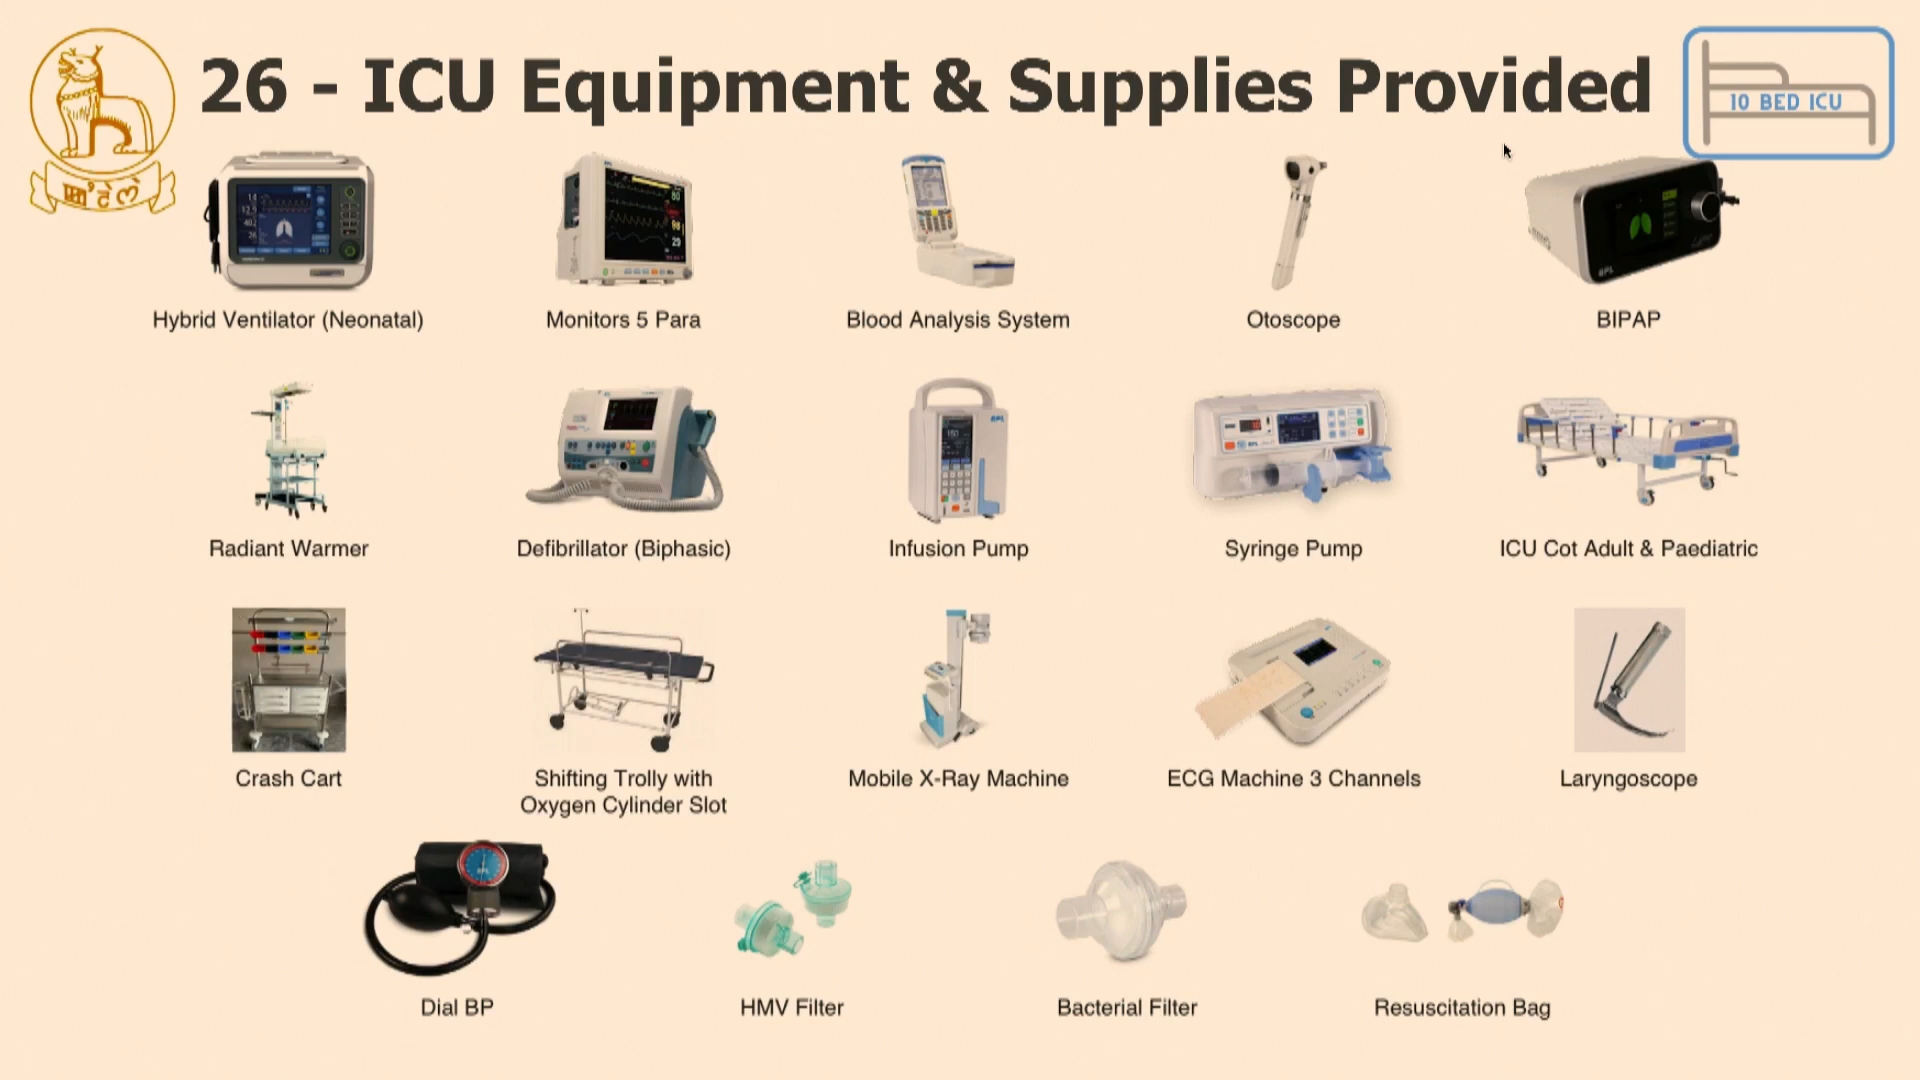 26 - ICU Equipment & Supplies Provided
10 BED ICU
Hybrid Ventilator (Neonatal)
Monitors 5 Para
Blood Analysis System
Otoscope
BIPAP
Radiant Warmer
Defibrillator (Biphasic)
Infusion Pump
Syringe Pump
ICU Cot Adult & Paediatric
Crash Cart
Shifting Trolly with
Oxygen Cylinder Slot
Mobile X-Ray Machine
ECG Machine 3 Channels
Laryngoscope
Dial BP
HMV Filter
Bacterial Filter
Resuscitation Bag